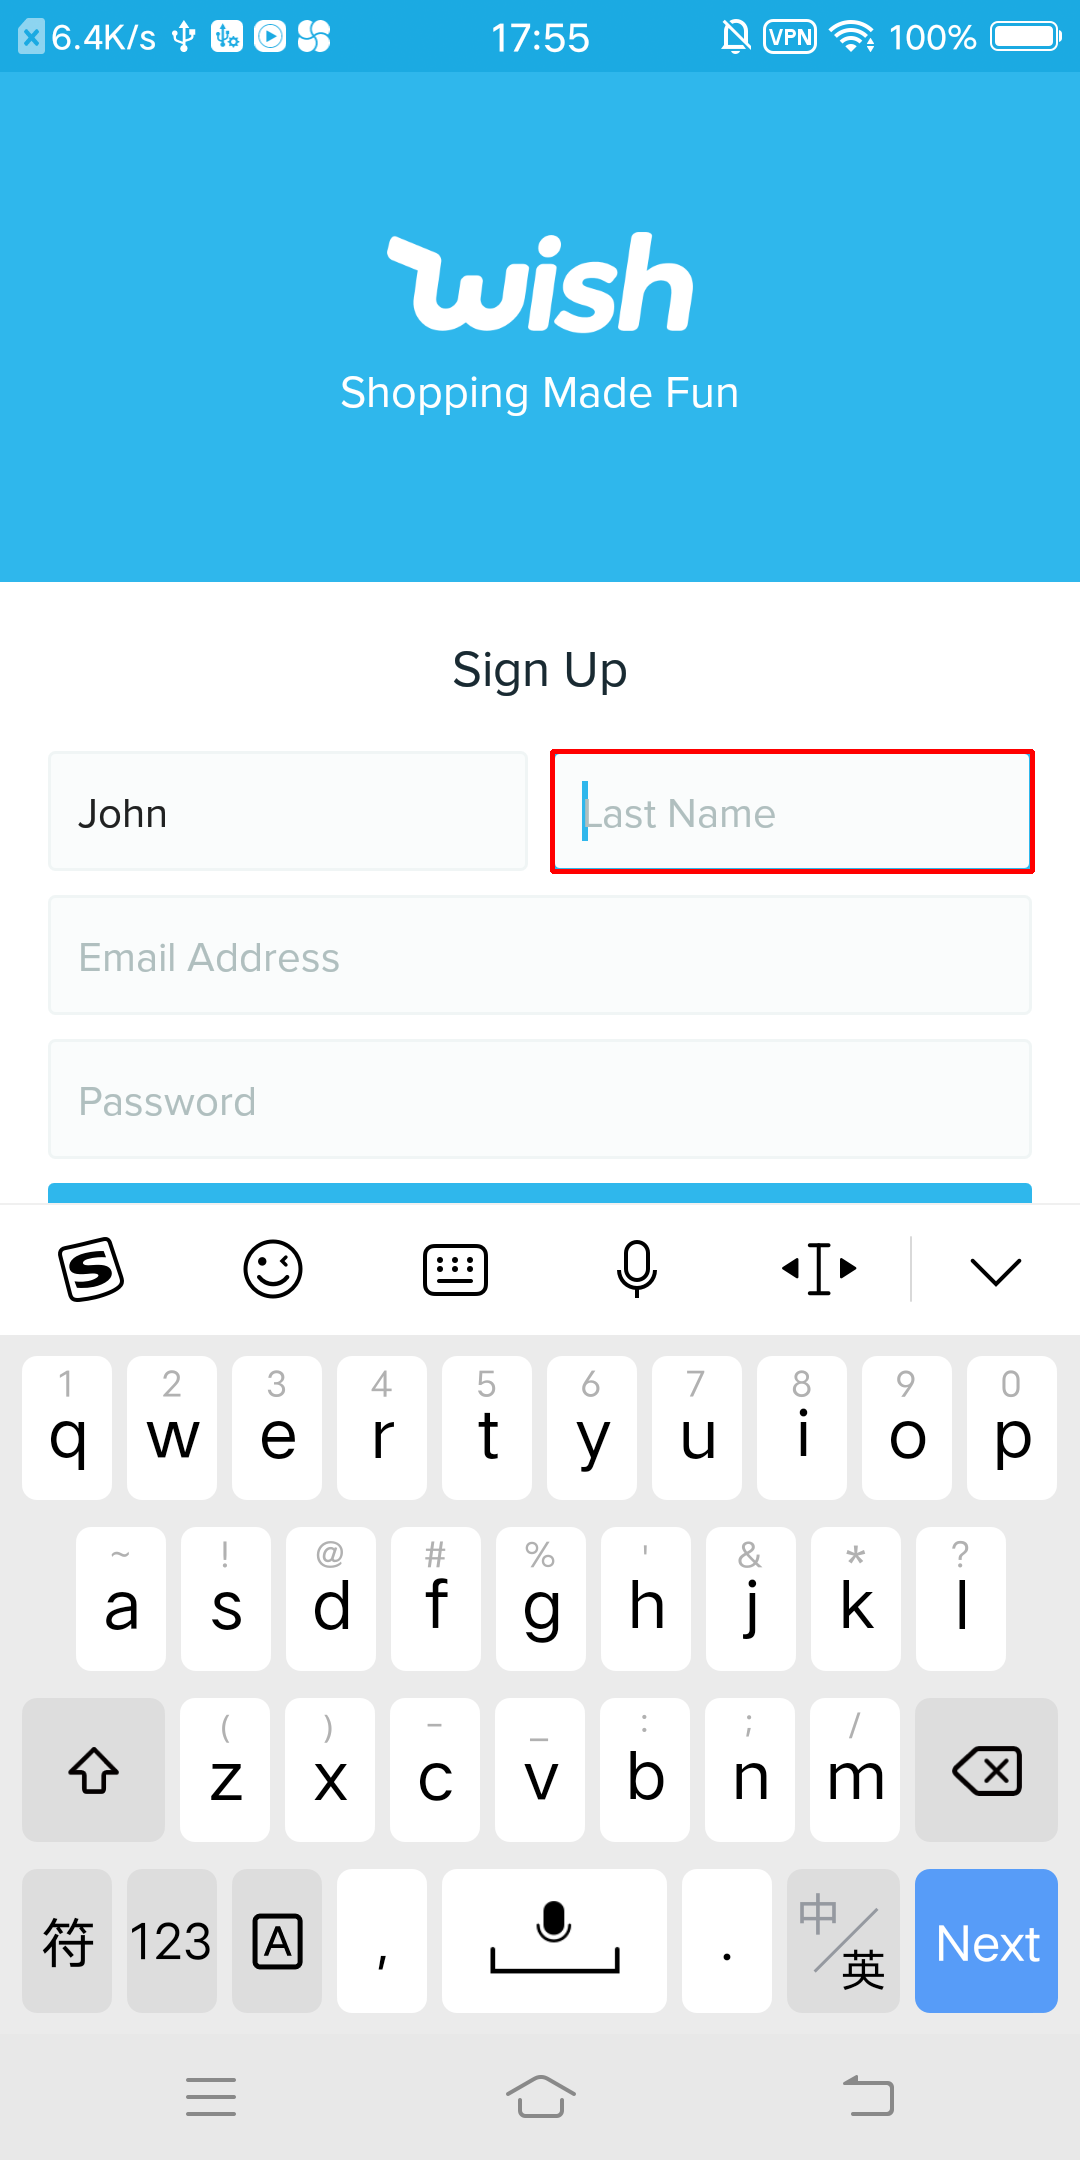 6.4K/s 17:55 VPN 100%
wish
Shopping Made Fun
Sign Up
John Last Name
Email Address
Password
1 2 3 4 5 6 7 8 9 0
q w e r t y u i o p
~ ! @ # % ' & * ?
a s d f g h j k l
( ) - _ : ; /
z x c v b n m
符 123 A , . 中/英 Next